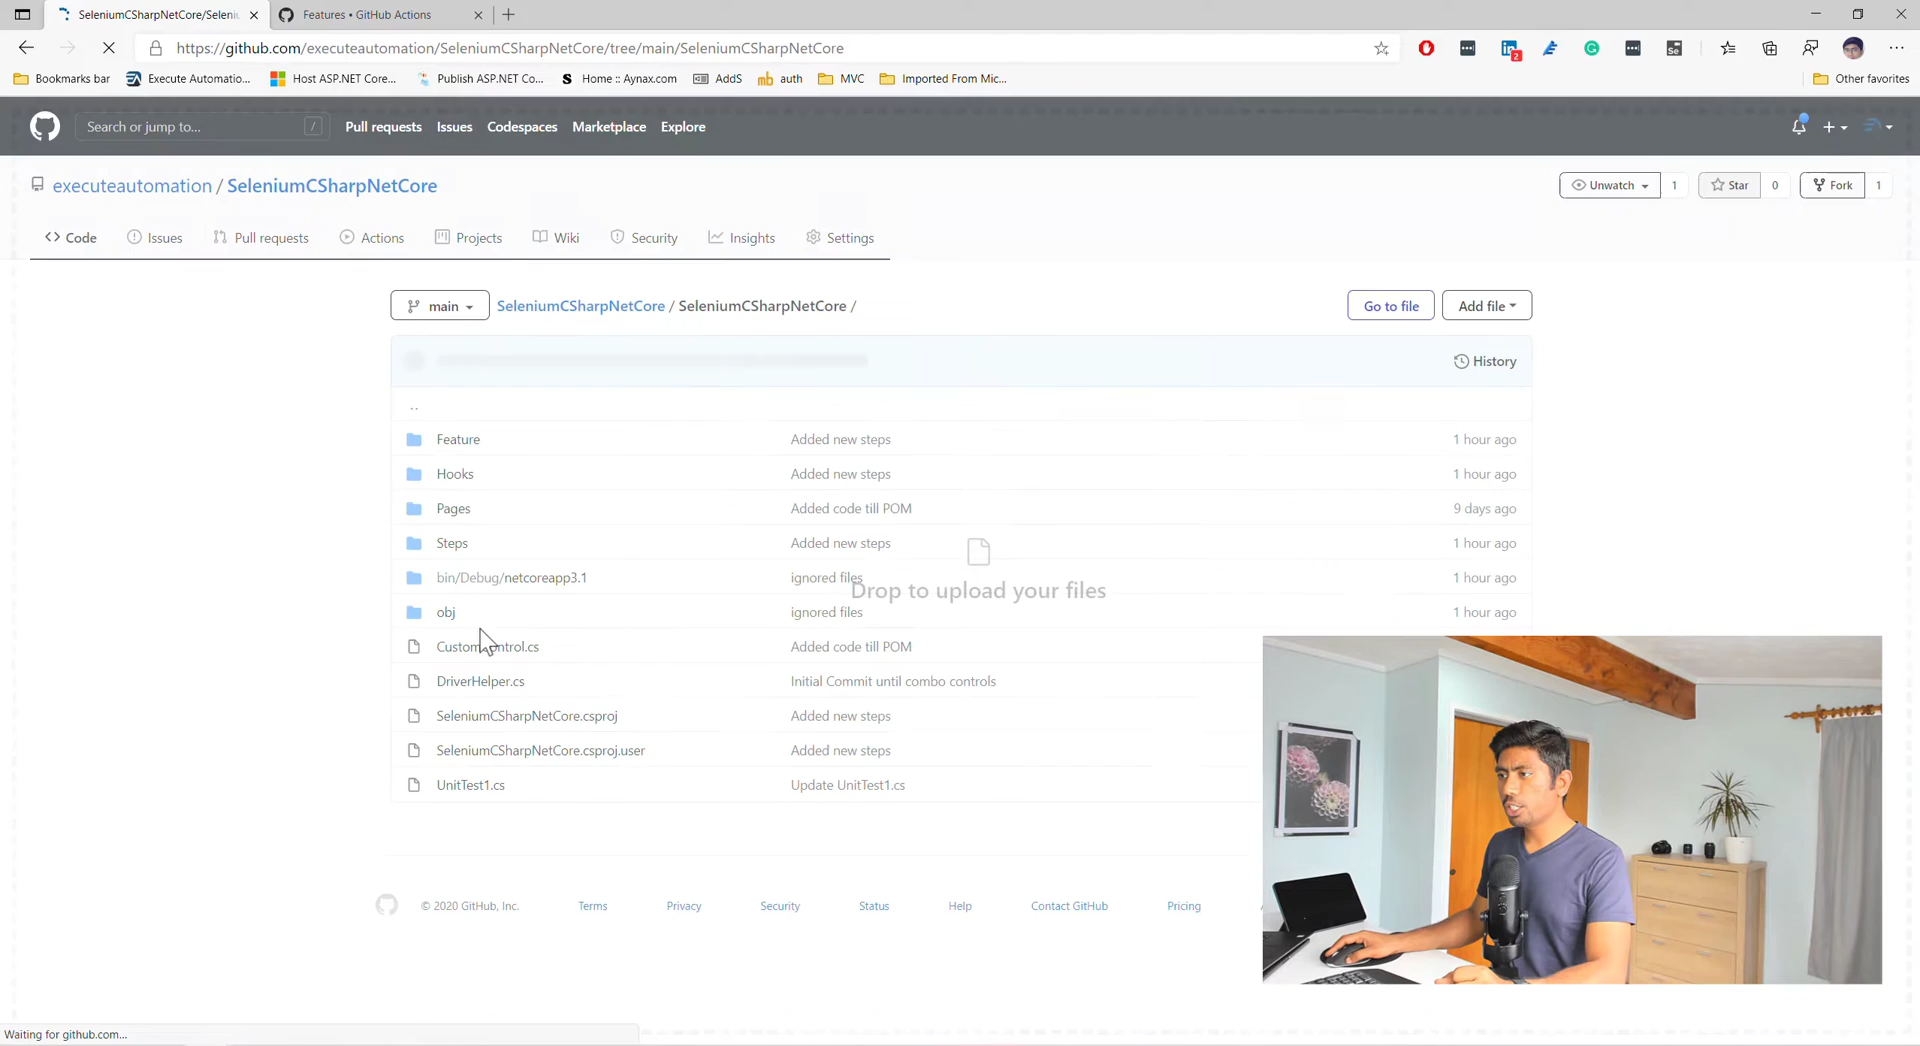 SeleniumCSharpNetCore/Seleni
Features • GitHub Actions
https://github.com/executeautomation/SeleniumCSharpNetCore/tree/main/SeleniumCSharpNetCore
2
Se
Bookmarks bar
Execute Automatio...
Host ASP.NET Core...
Publish ASP.NET Co...
S Home :: Aynax.com
AddS
mb auth
MVC
Imported From Mic...
Other favorites
Search or jump to... /
Pull requests Issues Codespaces Marketplace Explore
executeautomation / SeleniumCSharpNetCore
Unwatch 1 Star 0 Fork 1
Code Issues Pull requests Actions Projects Wiki Security Insights Settings
main SeleniumCSharpNetCore / SeleniumCSharpNetCore / Go to file Add file
History
..
Feature Added new steps 1 hour ago
Hooks Added new steps 1 hour ago
Pages Added code till POM 9 days ago
Steps Added new steps 1 hour ago
bin/Debug/netcoreapp3.1 ignored files 1 hour ago
Drop to upload your files
obj ignored files 1 hour ago
Added code till POM
DriverHelper.cs Initial Commit until combo controls
SeleniumCSharpNetCore.csproj Added new steps
SeleniumCSharpNetCore.csproj.user Added new steps
UnitTest1.cs Update UnitTest1.cs
© 2020 GitHub, Inc. Terms Privacy Security Status Help Contact GitHub Pricing
Waiting for github.com...